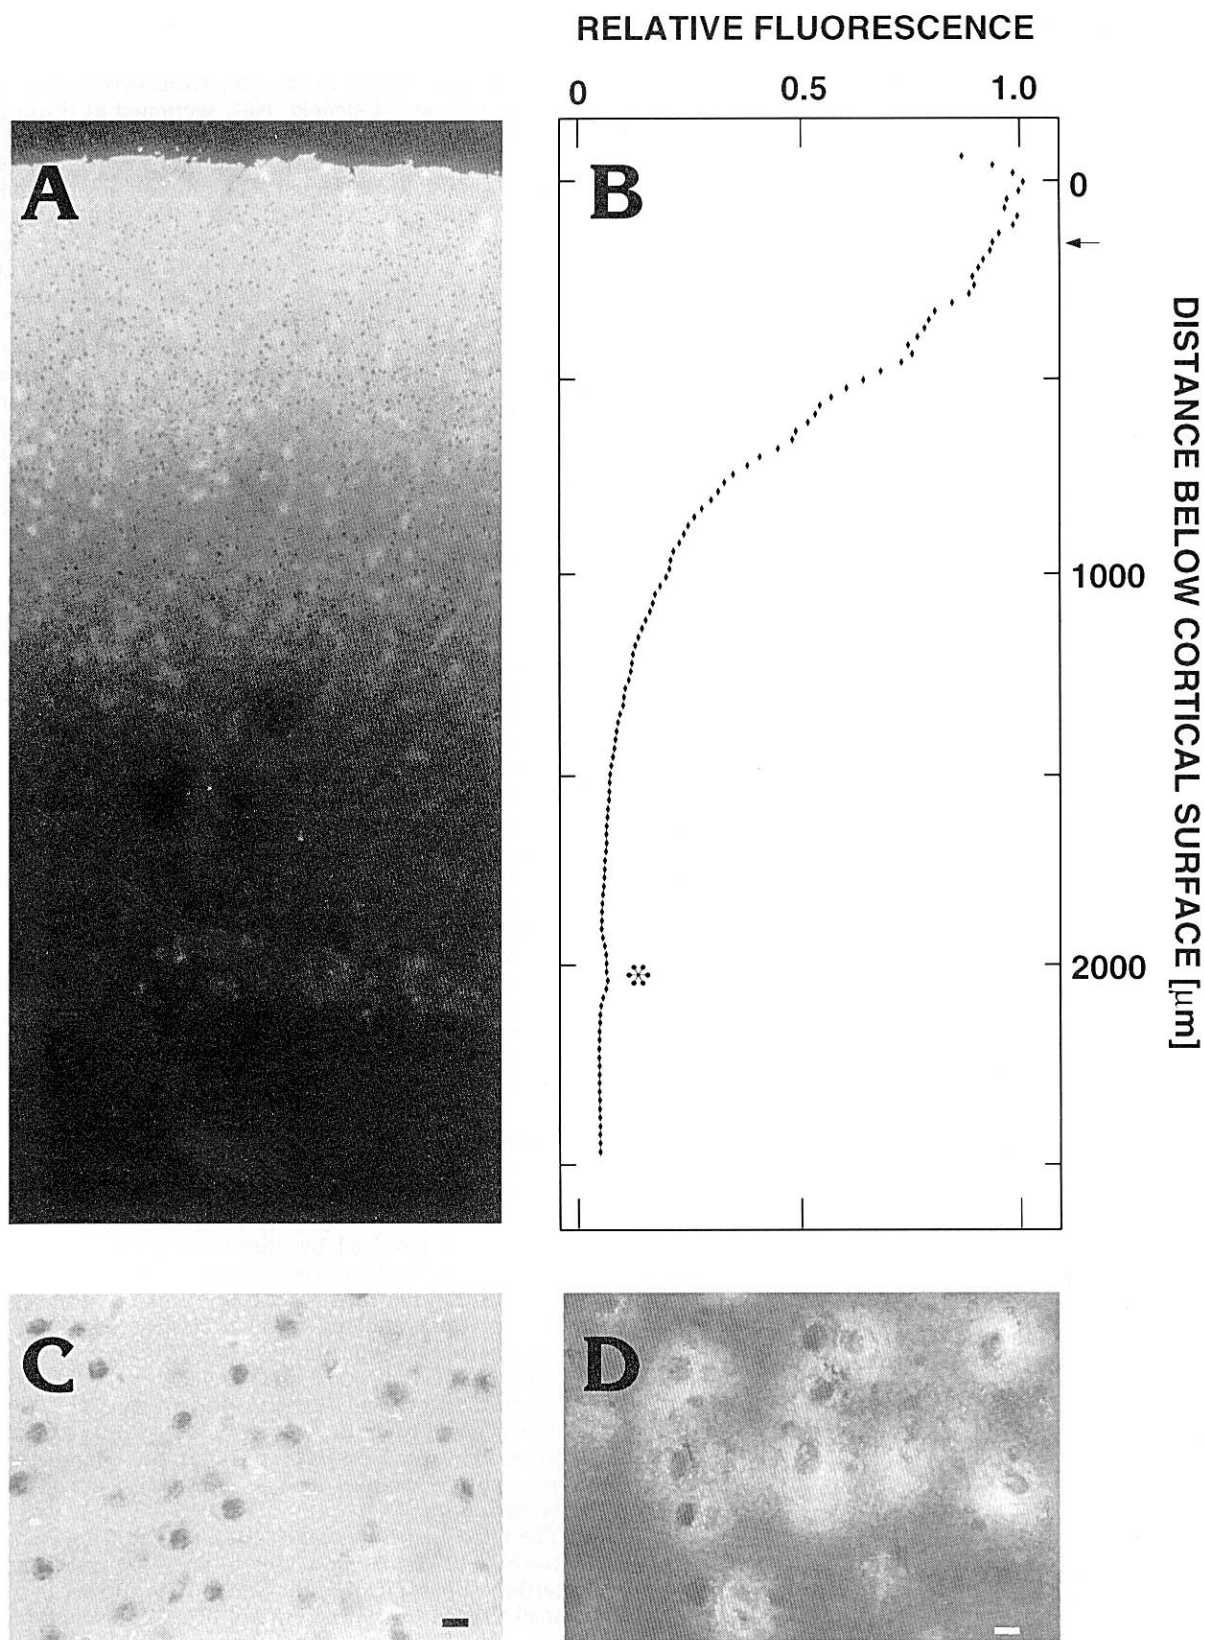 RELATIVE FLUORESCENCE
0 0.5 1.0
A
B
0
1000
2000
DISTANCE BELOW CORTICAL SURFACE [μm]
C
D